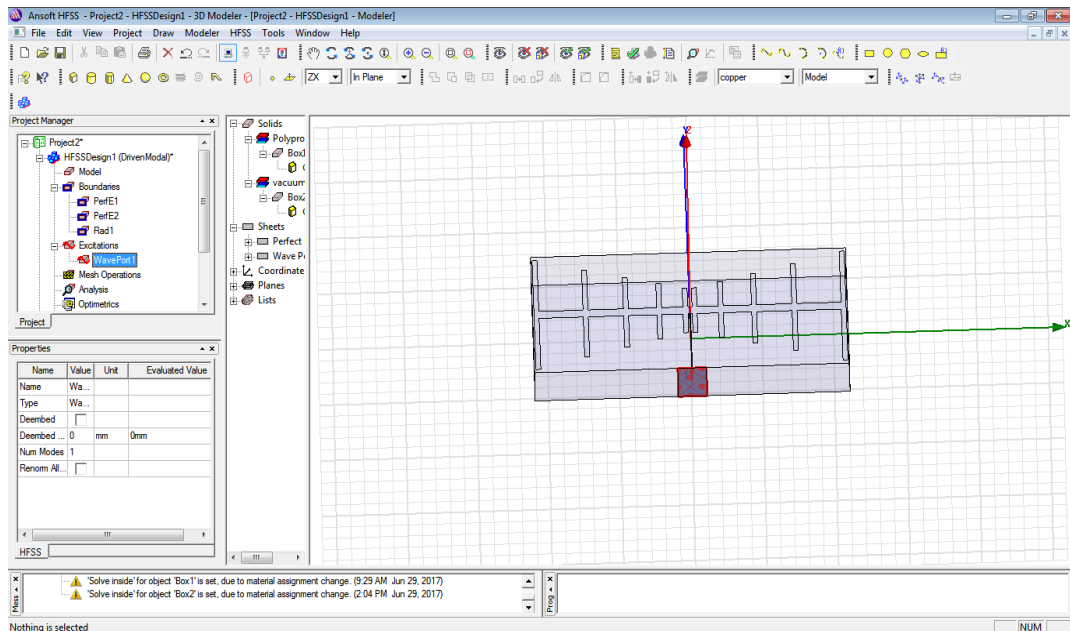 Ansoft HFSS - Project2 - HFSSDesign1 - 3D Modeler - [Project2 - HFSSDesign1 - Modeler]
File Edit View Project Draw Modeler HFSS Tools Window Help
ZX In Plane copper Model
Project Manager
Project2*
HFSSDesign1 (DrivenModal)*
Model
Boundaries
PerfE1
PerfE2
Rad1
Excitations
WavePort1
Mesh Operations
Analysis
Optimetrics
Project
Properties
Name Value Unit Evaluated Value
Name Wa...
Type Wa...
Deembed
Deembed ... 0 mm 0mm
Num Modes 1
Renorm All...
HFSS
Solids
Polypro
Box1
vacuum
Box2
Sheets
Perfect
Wave P
Coordinate
Planes
Lists
Z
X
Mess
'Solve inside' for object 'Box1' is set, due to material assignment change. (9:29 AM Jun 29, 2017)
'Solve inside' for object 'Box2' is set, due to material assignment change. (2:04 PM Jun 29, 2017)
Prog
Nothing is selected
NUM